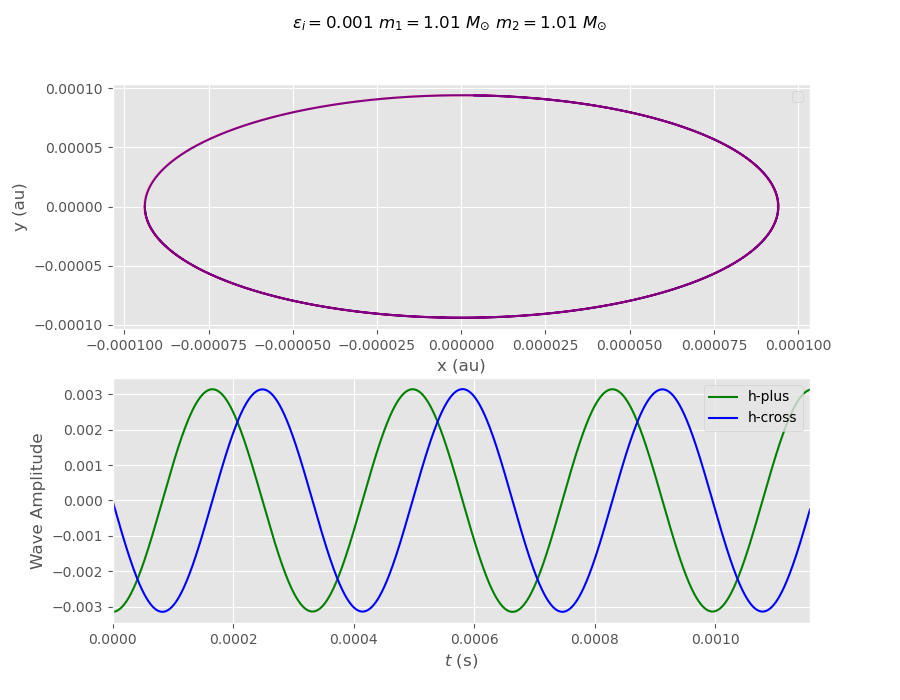 εᵢ = 0.001 m₁ = 1.01 M⊙ m₂ = 1.01 M⊙
0.00010
0.00005
0.00000
−0.00005
−0.00010
y (au)
−0.000100 −0.000075 −0.000050 −0.000025 0.000000 0.000025 0.000050 0.000075 0.000100
x (au)
0.003
0.002
0.001
0.000
−0.001
−0.002
−0.003
Wave Amplitude
h-plus
h-cross
0.0000 0.0002 0.0004 0.0006 0.0008 0.0010
t (s)